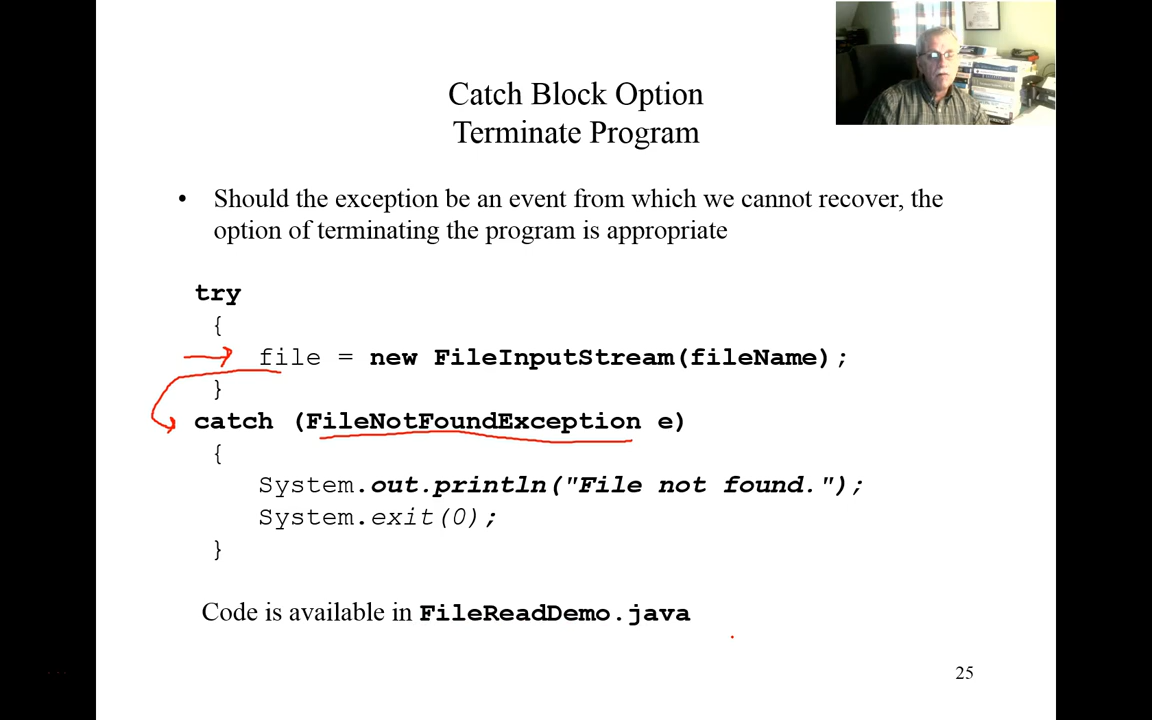 Catch Block Option
Terminate Program
• Should the exception be an event from which we cannot recover, the
option of terminating the program is appropriate
try
{
file = new FileInputStream(fileName);
}
catch (FileNotFoundException e)
{
System.out.println("File not found.");
System.exit(0);
}
Code is available in FileReadDemo.java
25